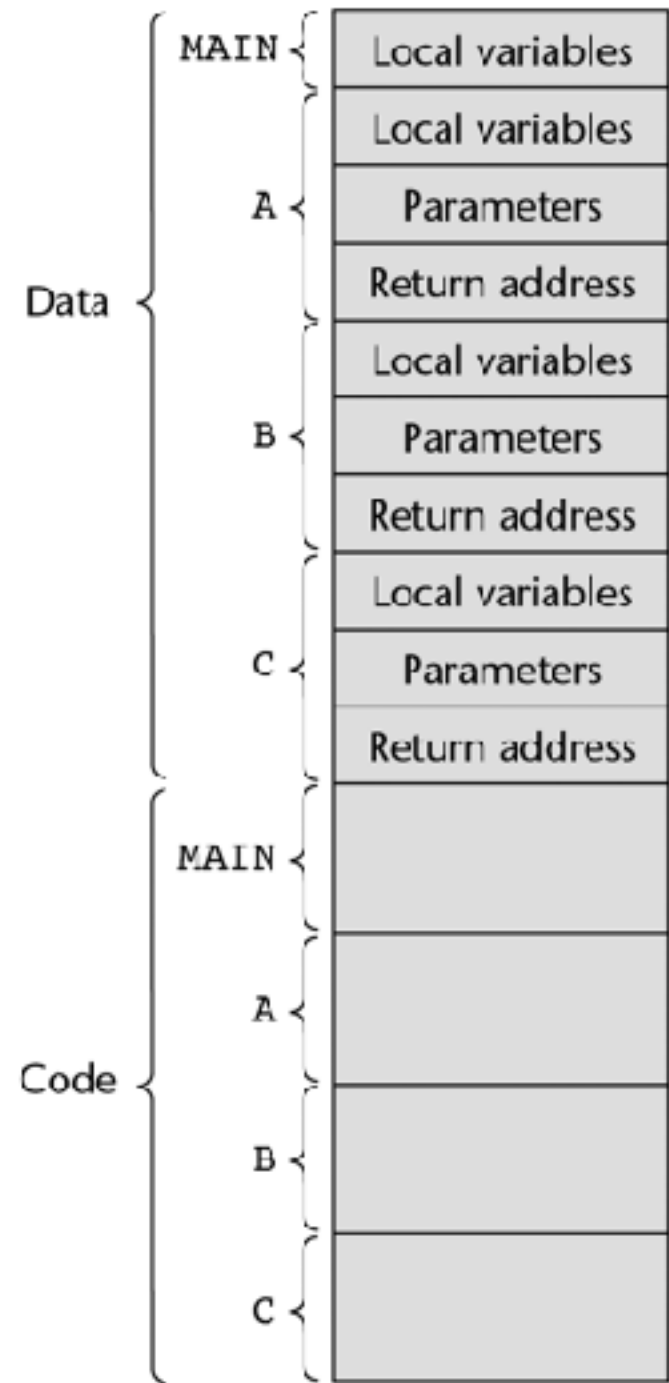 MAIN
Local variables
Local variables
A
Parameters
Return address
Data
Local variables
B
Parameters
Return address
Local variables
C
Parameters
Return address
MAIN
A
Code
B
C